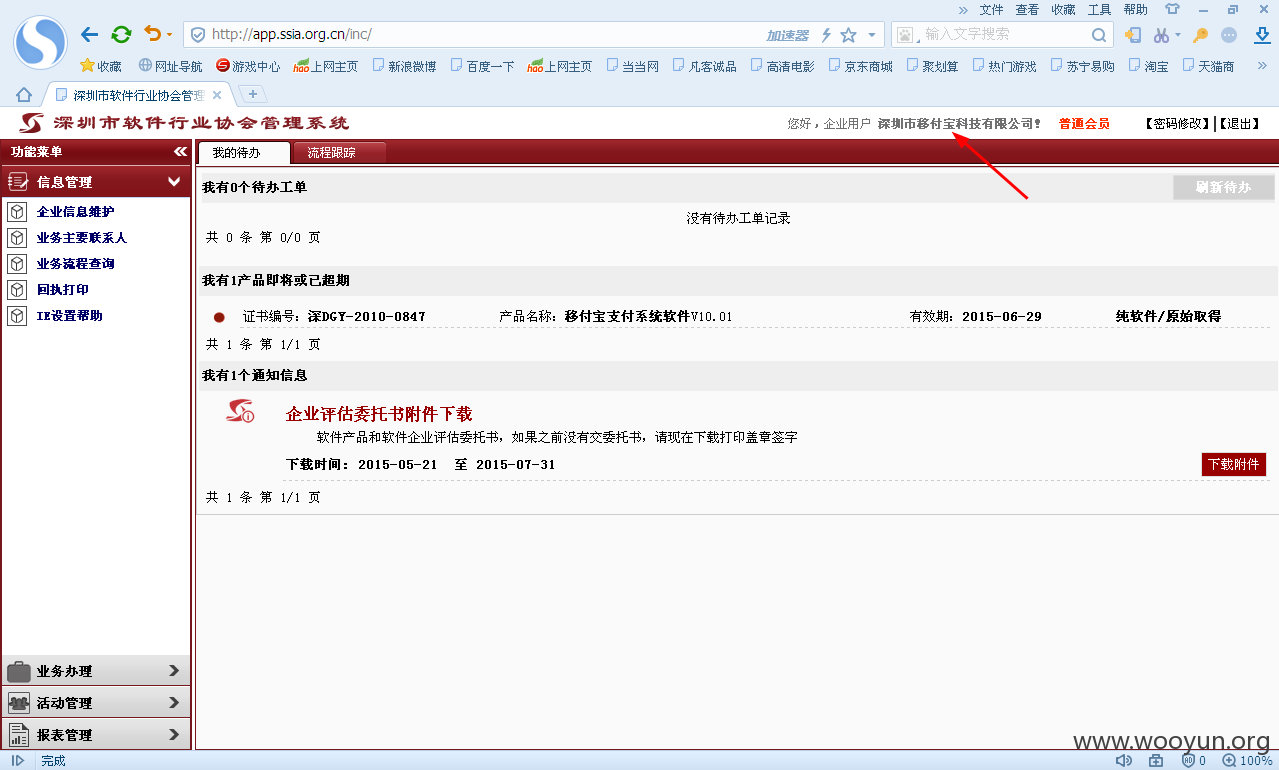 » 文件 查看 收藏 工具 帮助
http://app.ssia.org.cn/inc/ 加速器 输入文字搜索
收藏 网址导航 游戏中心 hao上网主页 新浪微博 百度一下 hao上网主页 当当网 凡客诚品 高清电影 京东商城 聚划算 热门游戏 苏宁易购 淘宝 天猫商 »
深圳市软件行业协会管理 × +
深圳市软件行业协会管理系统 您好，企业用户 深圳市移付宝科技有限公司! 普通会员 【密码修改】|【退出】
功能菜单 «
我的待办 流程跟踪
信息管理
我有0个待办工单 刷新待办
企业信息维护
没有待办工单记录
业务主要联系人
共 0 条 第 0/0 页
业务流程查询
我有1产品即将或已超期
回执打印
IE设置帮助
证书编号：深DGY-2010-0847 产品名称：移付宝支付系统软件V10.01 有效期：2015-06-29 纯软件/原始取得
共 1 条 第 1/1 页
我有1个通知信息
企业评估委托书附件下载
软件产品和软件企业评估委托书，如果之前没有交委托书，请现在下载打印盖章签字
下载时间：2015-05-21 至 2015-07-31 下载附件
共 1 条 第 1/1 页
业务办理
活动管理
报表管理
www.wooyun.org
完成 0 100%